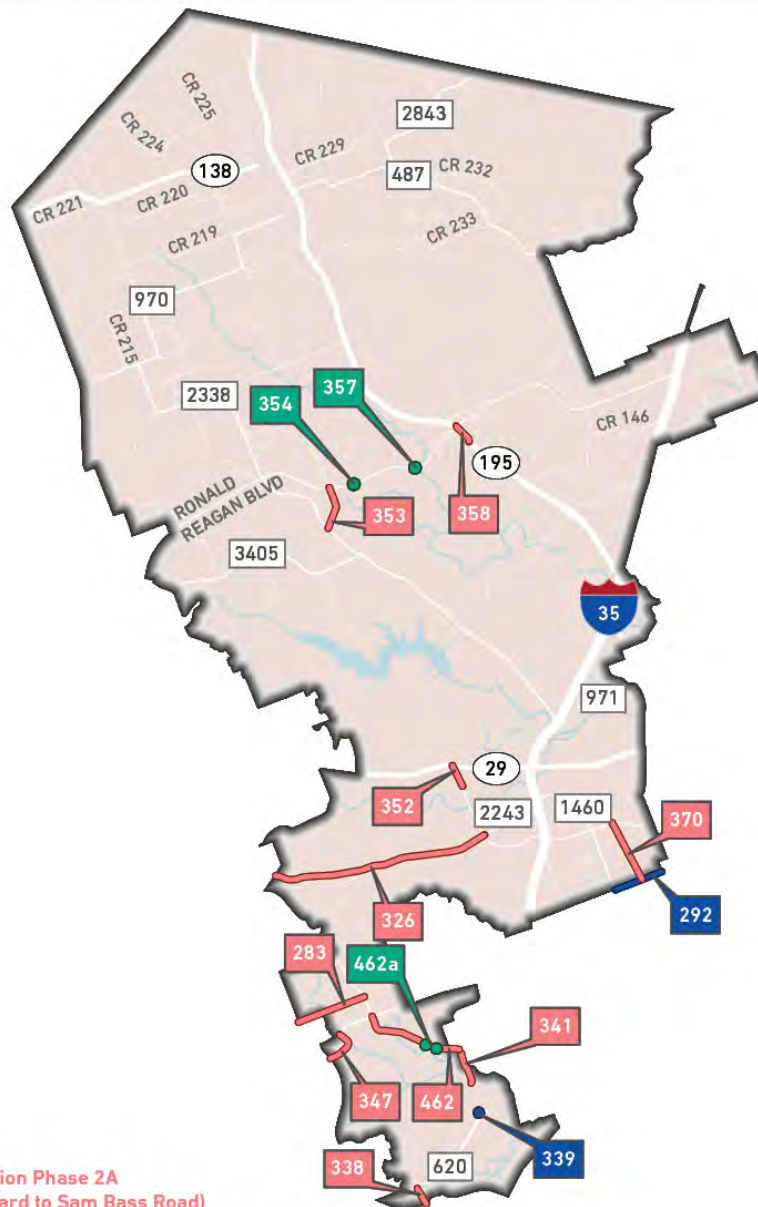 CR 225
CR 224
2843
138
CR 229
487
CR 232
CR 221
CR 220
CR 219
CR 233
970
CR 215
2338
354
357
CR 146
195
RONALD
REAGAN BLVD
353
358
3405
35
971
29
352
2243
1460
370
326
292
283
462a
341
347
462
620
339
338
ion Phase 2A
ard to Sam Bass Road)